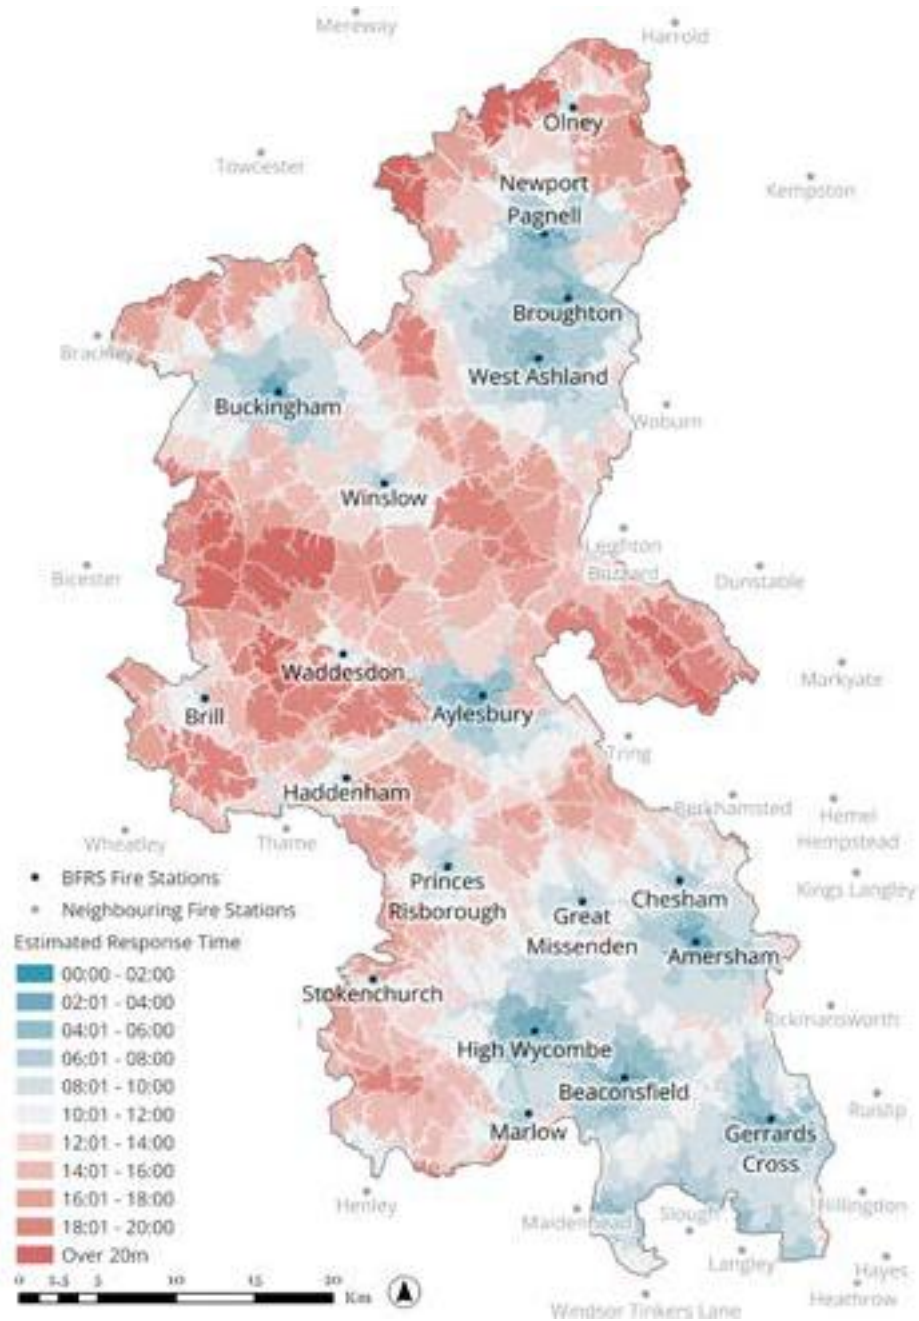 Mereway
Harrold
Olney
Towcester
Kempston
Newport
Pagnell
Broughton
Brackley
West Ashland
Buckingham
Woburn
Winslow
Leighton
Buzzard
Bicester
Dunstable
Waddesdon
Markyate
Brill
Aylesbury
Tring
Haddenham
Berkhamsted
Hemel
Hempstead
Wheatley
Thame
Princes
Risborough
Chesham
Kings Langley
Great
Missenden
Amersham
Stokenchurch
Rickmansworth
High Wycombe
Beaconsfield
Ruislip
Marlow
Gerrards
Cross
Henley
Maidenhead
Slough
Hillingdon
Langley
Hayes
Heathrow
Windsor Tinkers Lane
BFRS Fire Stations
Neighbouring Fire Stations
Estimated Response Time
00:00 - 02:00
02:01 - 04:00
04:01 - 06:00
06:01 - 08:00
08:01 - 10:00
10:01 - 12:00
12:01 - 14:00
14:01 - 16:00
16:01 - 18:00
18:01 - 20:00
Over 20m
0 2.5 5 10 15 20 Km